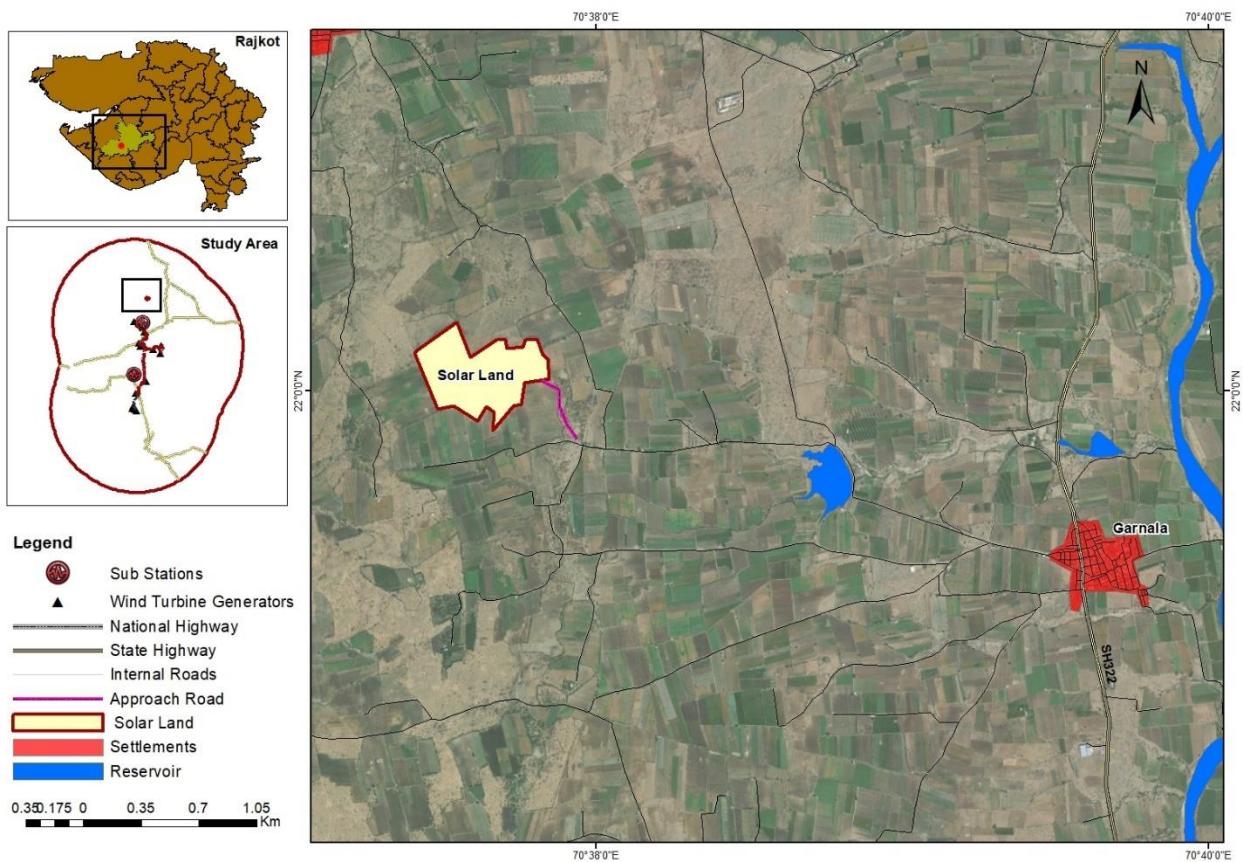 Rajkot
Study Area
Legend
Sub Stations
Wind Turbine Generators
National Highway
State Highway
Internal Roads
Approach Road
Solar Land
Settlements
Reservoir
0.35 0.175 0 0.35 0.7 1.05
Km
70°38'0"E 70°40'0"E
N
Solar Land
22°0'0"N 22°0'0"N
Garnala
SH322
70°38'0"E 70°40'0"E